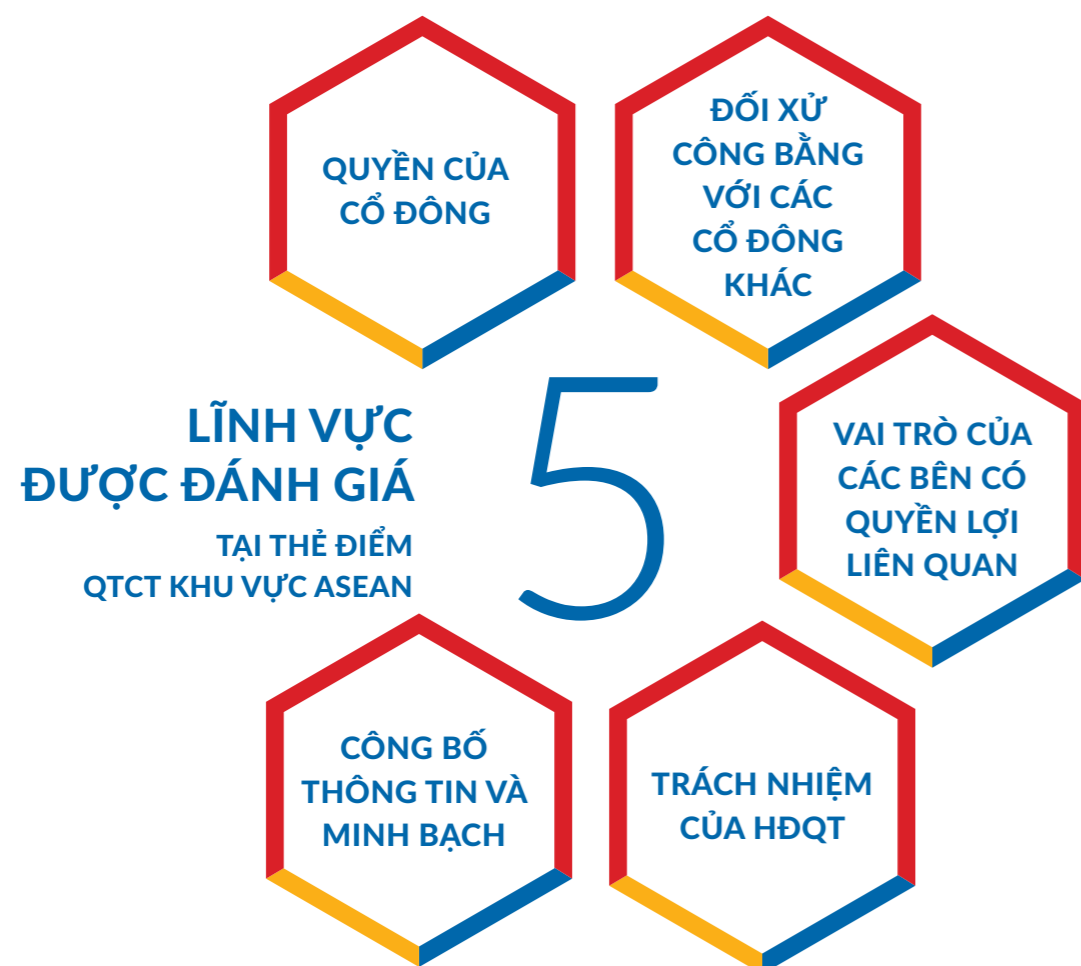 QUYỀN CỦA
CỔ ĐÔNG
ĐỐI XỬ
CÔNG BẰNG
VỚI CÁC
CỔ ĐÔNG
KHÁC
LĨNH VỰC
ĐƯỢC ĐÁNH GIÁ
TẠI THẺ ĐIỂM
QTCT KHU VỰC ASEAN
5
VAI TRÒ CỦA
CÁC BÊN CÓ
QUYỀN LỢI
LIÊN QUAN
CÔNG BỐ
THÔNG TIN VÀ
MINH BẠCH
TRÁCH NHIỆM
CỦA HĐQT